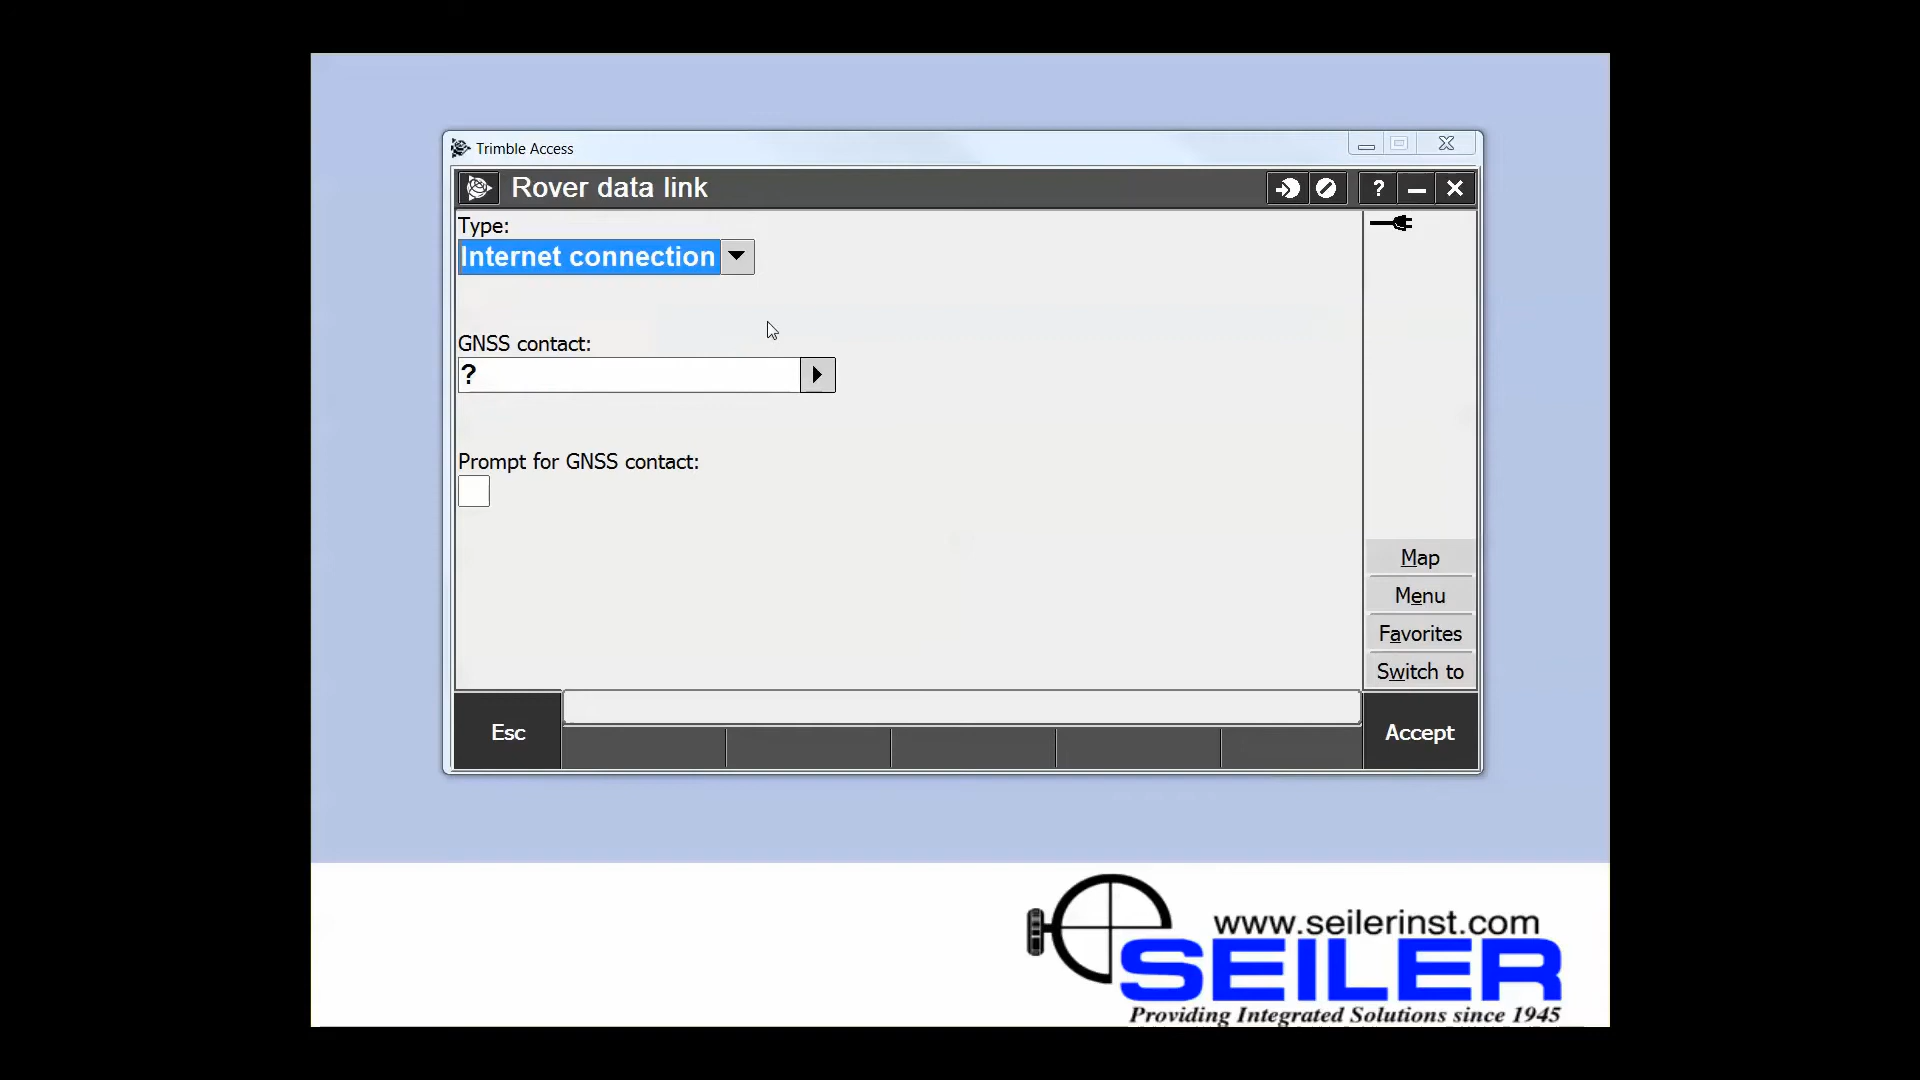 Trimble Access
Rover data link
?
Type:
Internet connection
GNSS contact:
?
Prompt for GNSS contact:
Map
Menu
Favorites
Switch to
Esc
Accept
www.seilerinst.com
SEILER
Providing Integrated Solutions since 1945